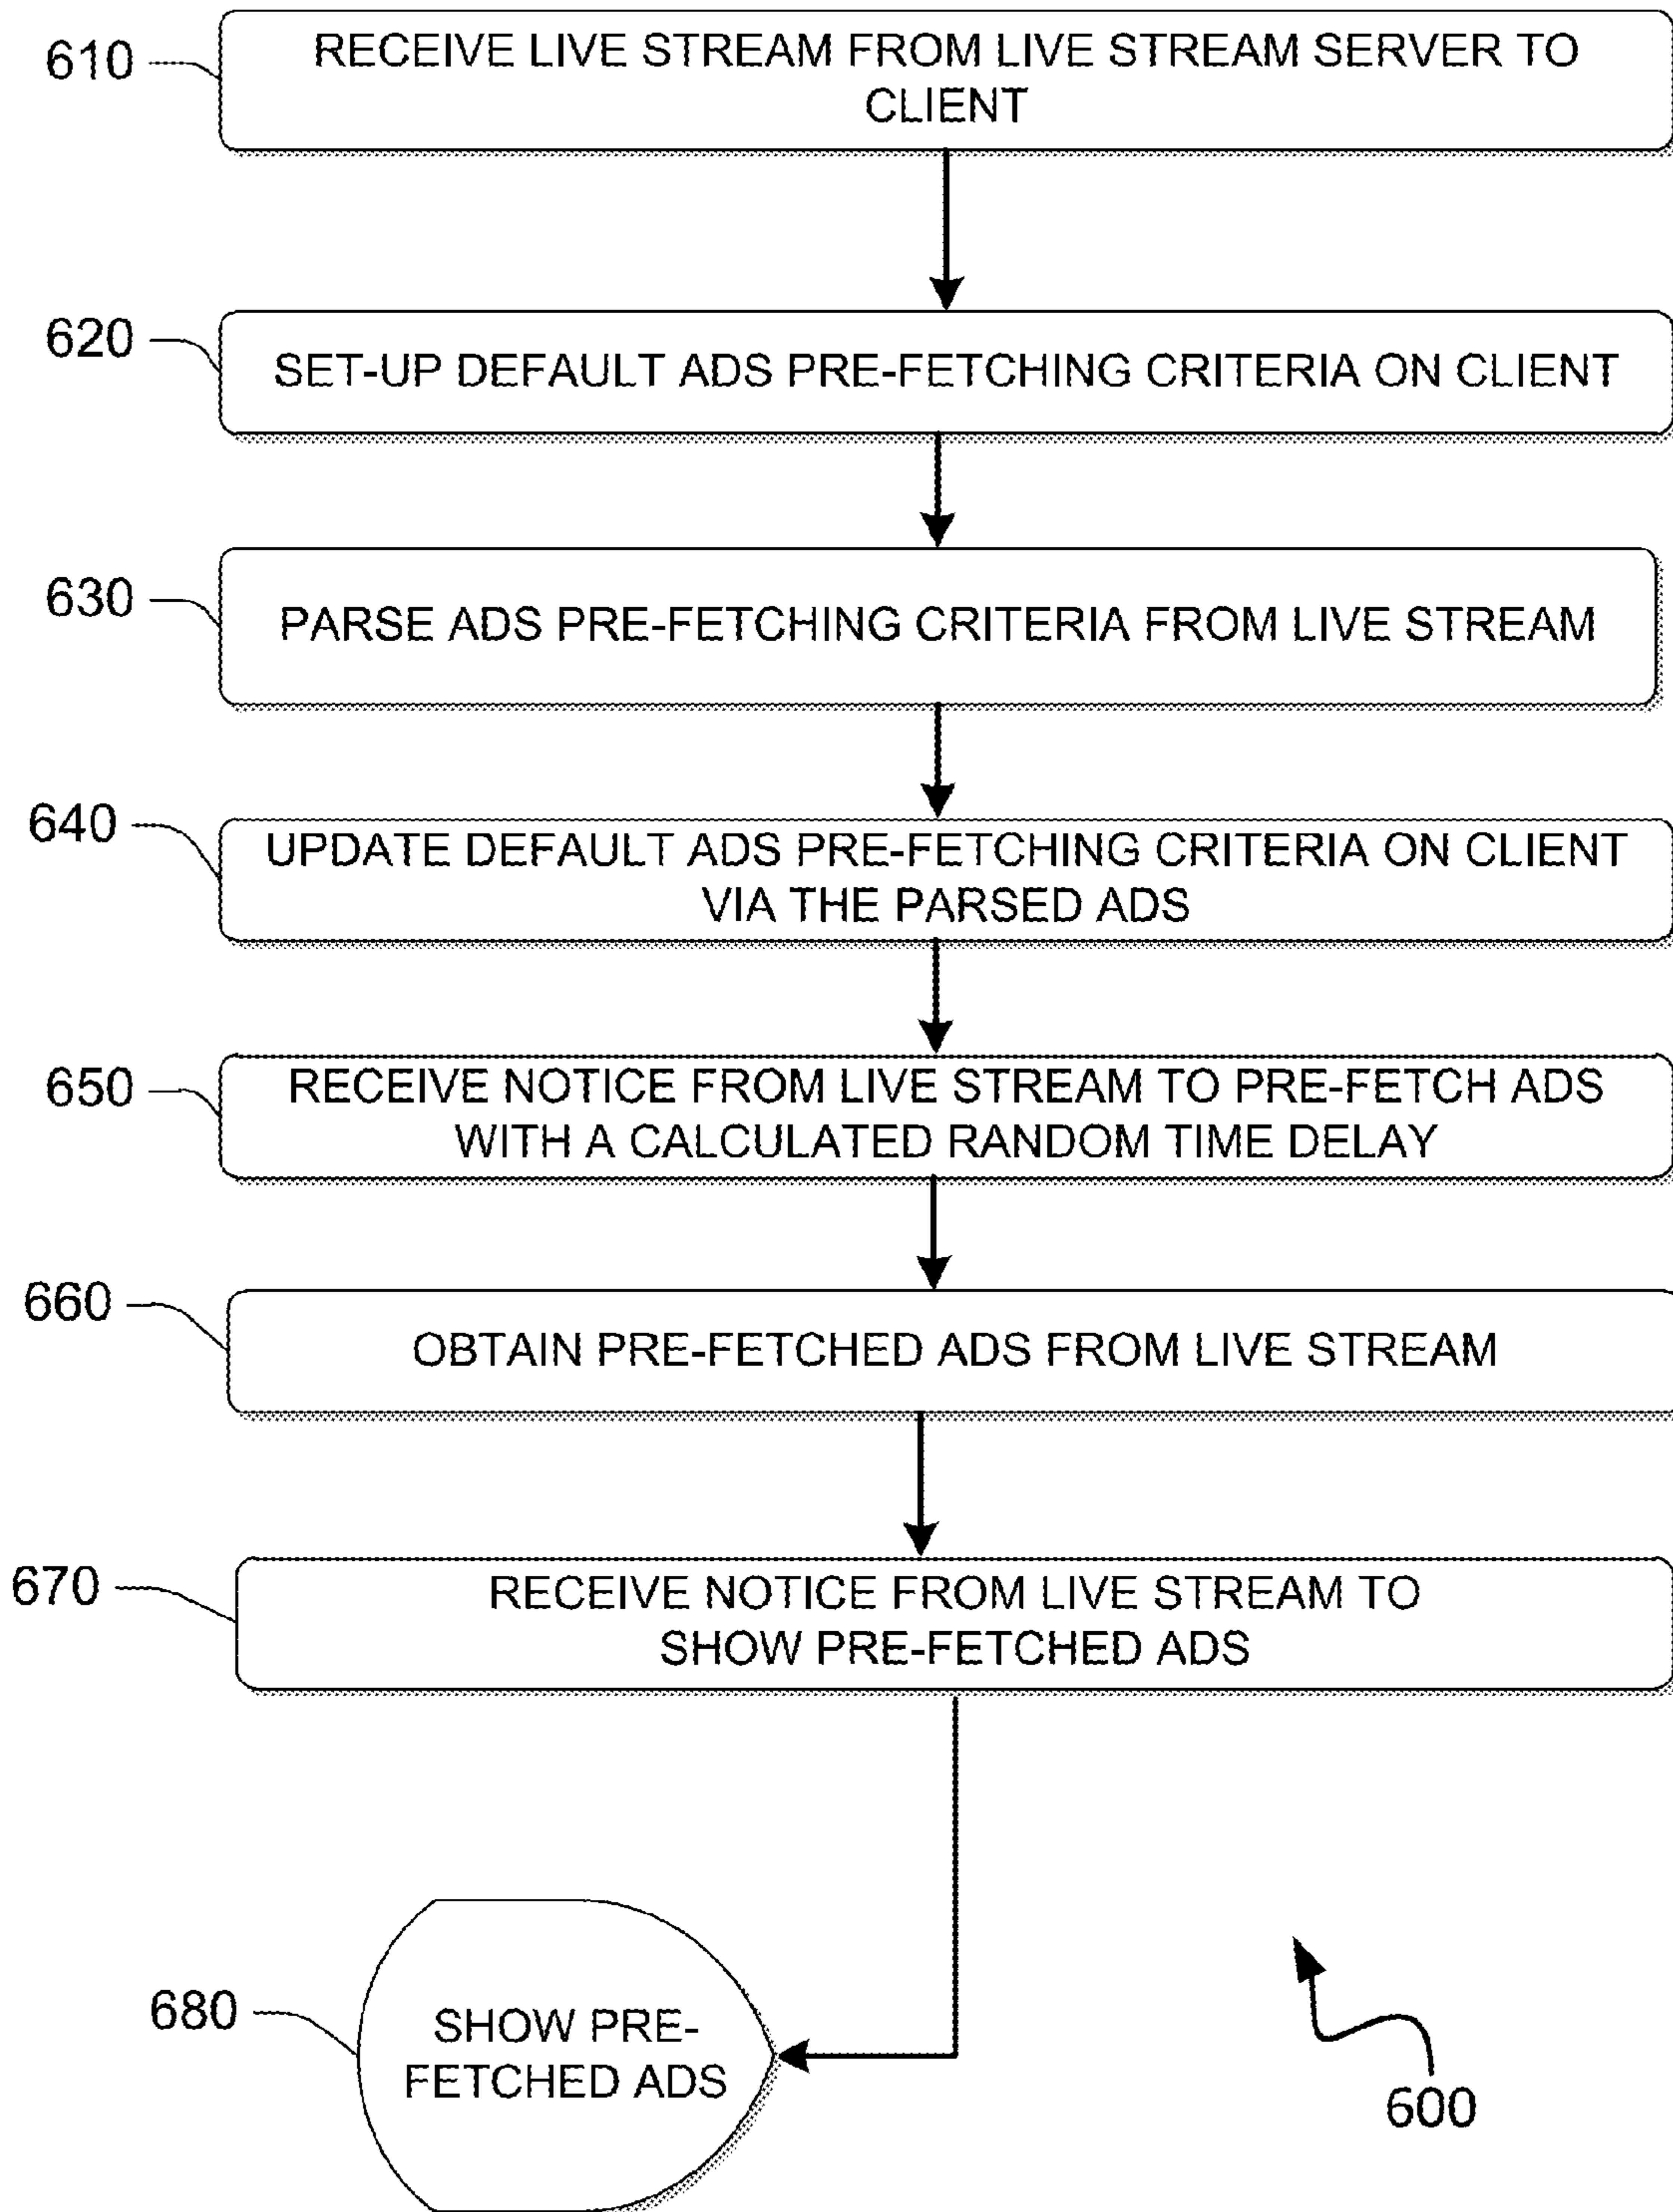 610
RECEIVE LIVE STREAM FROM LIVE STREAM SERVER TO
CLIENT
620
SET-UP DEFAULT ADS PRE-FETCHING CRITERIA ON CLIENT
630
PARSE ADS PRE-FETCHING CRITERIA FROM LIVE STREAM
640
UPDATE DEFAULT ADS PRE-FETCHING CRITERIA ON CLIENT
VIA THE PARSED ADS
650
RECEIVE NOTICE FROM LIVE STREAM TO PRE-FETCH ADS
WITH A CALCULATED RANDOM TIME DELAY
660
OBTAIN PRE-FETCHED ADS FROM LIVE STREAM
670
RECEIVE NOTICE FROM LIVE STREAM TO
SHOW PRE-FETCHED ADS
680
SHOW PRE-
FETCHED ADS
600